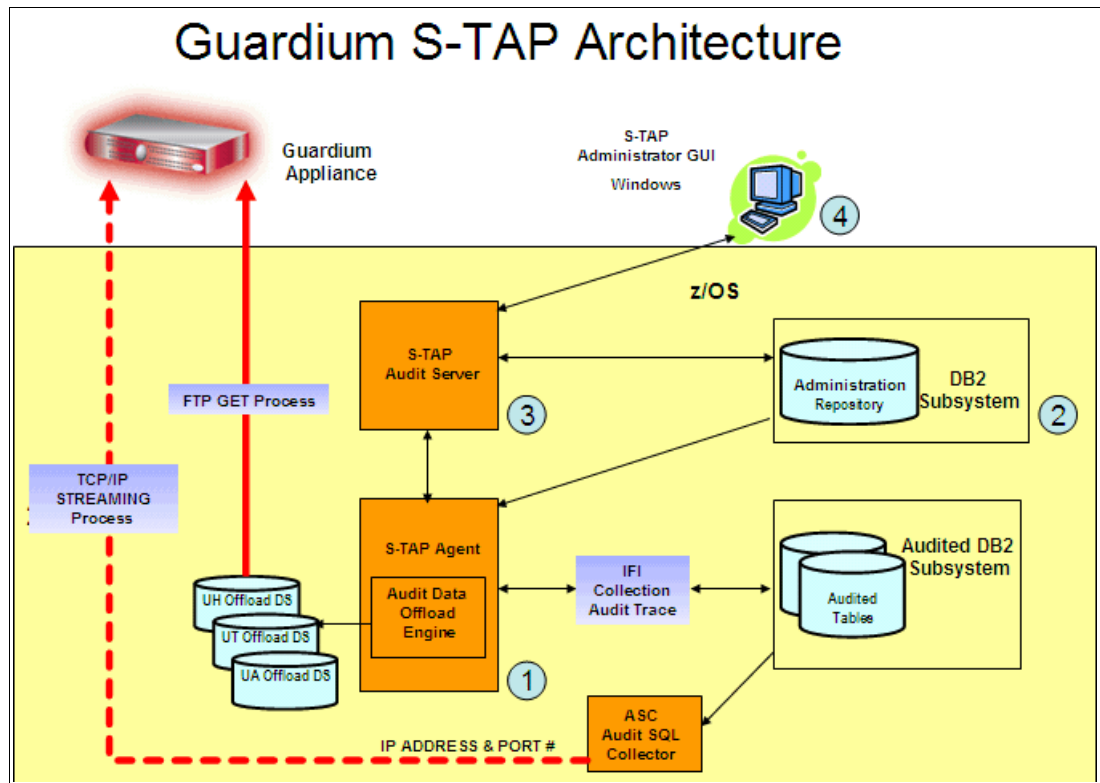 Guardium S-TAP Architecture
Guardium
Appliance
S-TAP
Administrator GUI
Windows
4
z/OS
S-TAP
Audit Server
3
Administration
Repository
DB2
Subsystem
2
FTP GET Process
TCP/IP
STREAMING
Process
S-TAP Agent
Audit Data
Offload
Engine
1
IFI
Collection
Audit Trace
Audited DB2
Subsystem
Audited
Tables
UH Offload DS
UT Offload DS
UA Offload DS
ASC
Audit SQL
Collector
IP ADDRESS & PORT #